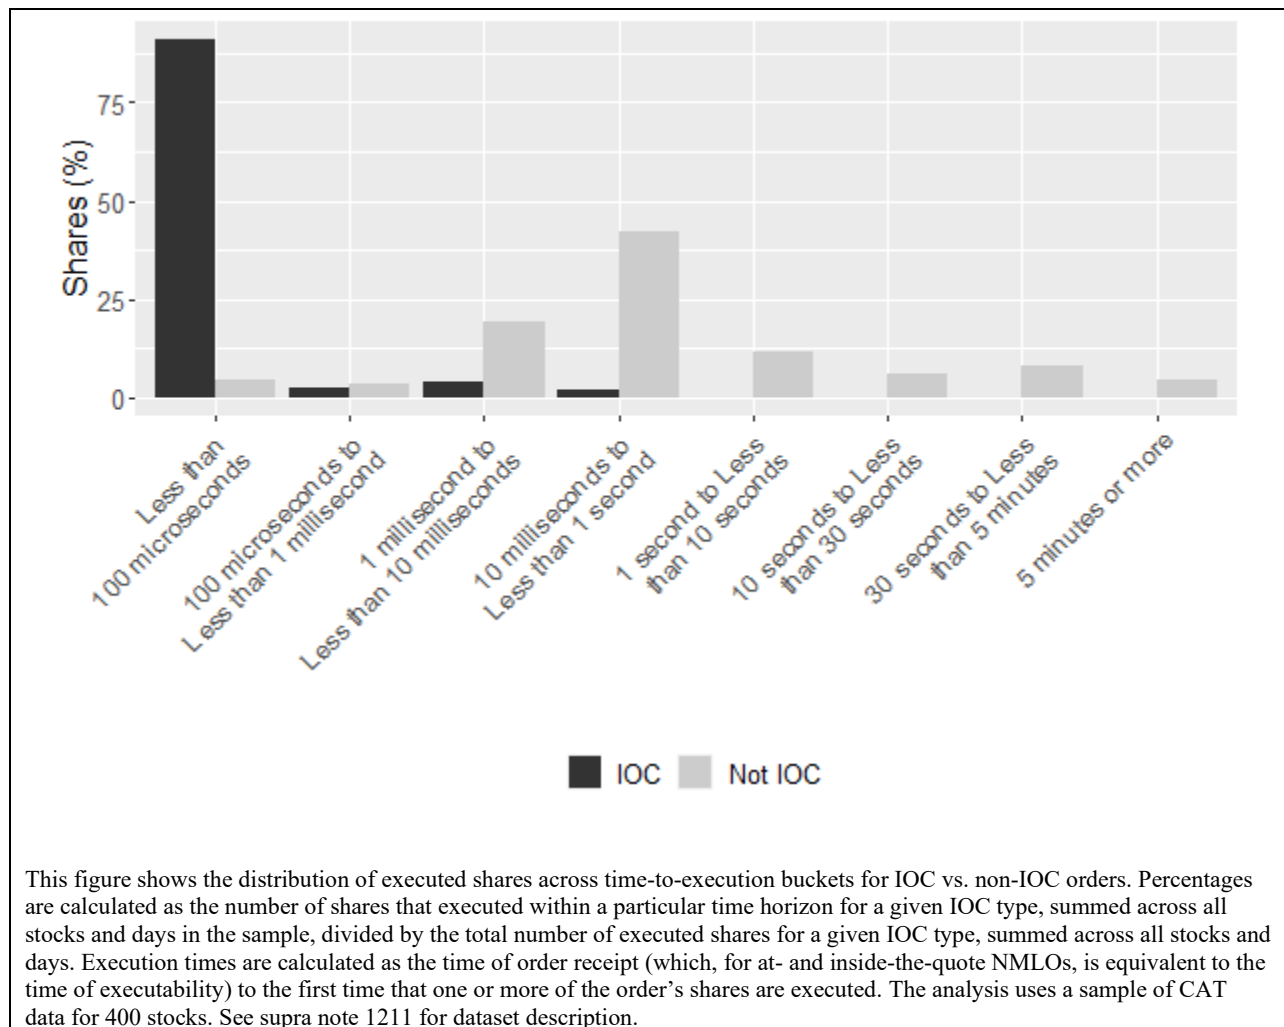 Shares (%)
75
50
25
0
Less than
100 microseconds
100 microseconds to
Less than 1 millisecond
1 millisecond to
Less than 10 milliseconds
10 milliseconds to
Less than 1 second
1 second to Less
than 10 seconds
10 seconds to Less
than 30 seconds
30 seconds to Less
than 5 minutes
5 minutes or more
IOC Not IOC
This figure shows the distribution of executed shares across time-to-execution buckets for IOC vs. non-IOC orders. Percentages
are calculated as the number of shares that executed within a particular time horizon for a given IOC type, summed across all
stocks and days in the sample, divided by the total number of executed shares for a given IOC type, summed across all stocks and
days. Execution times are calculated as the time of order receipt (which, for at- and inside-the-quote NMLOs, is equivalent to the
time of executability) to the first time that one or more of the order’s shares are executed. The analysis uses a sample of CAT
data for 400 stocks. See supra note 1211 for dataset description.